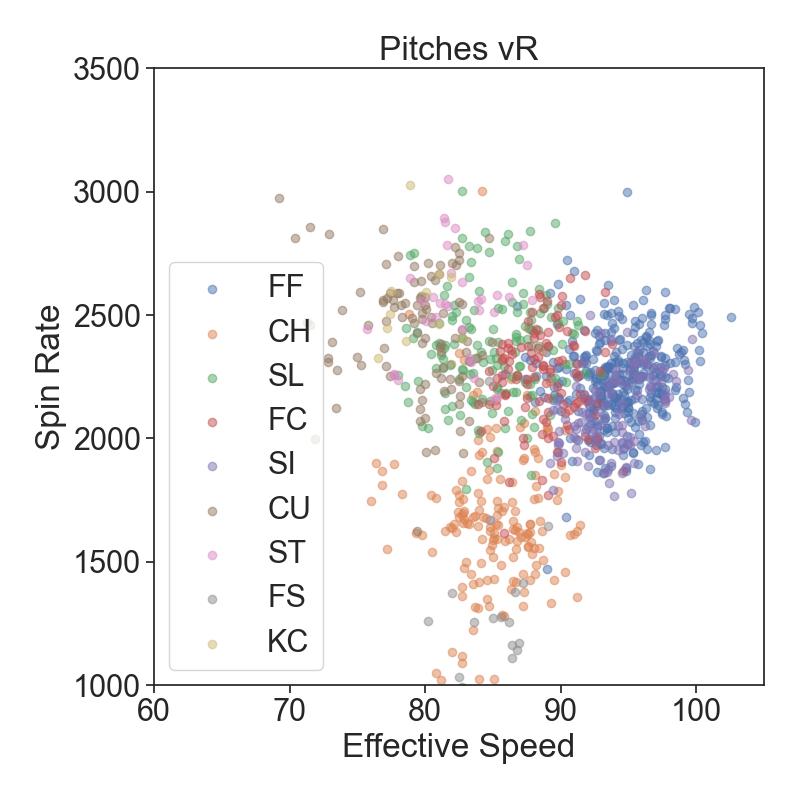 Pitches vR
3500
3000
2500
2000
1500
1000
Spin Rate
FF
CH
SL
FC
SI
CU
ST
FS
KC
60 70 80 90 100
Effective Speed